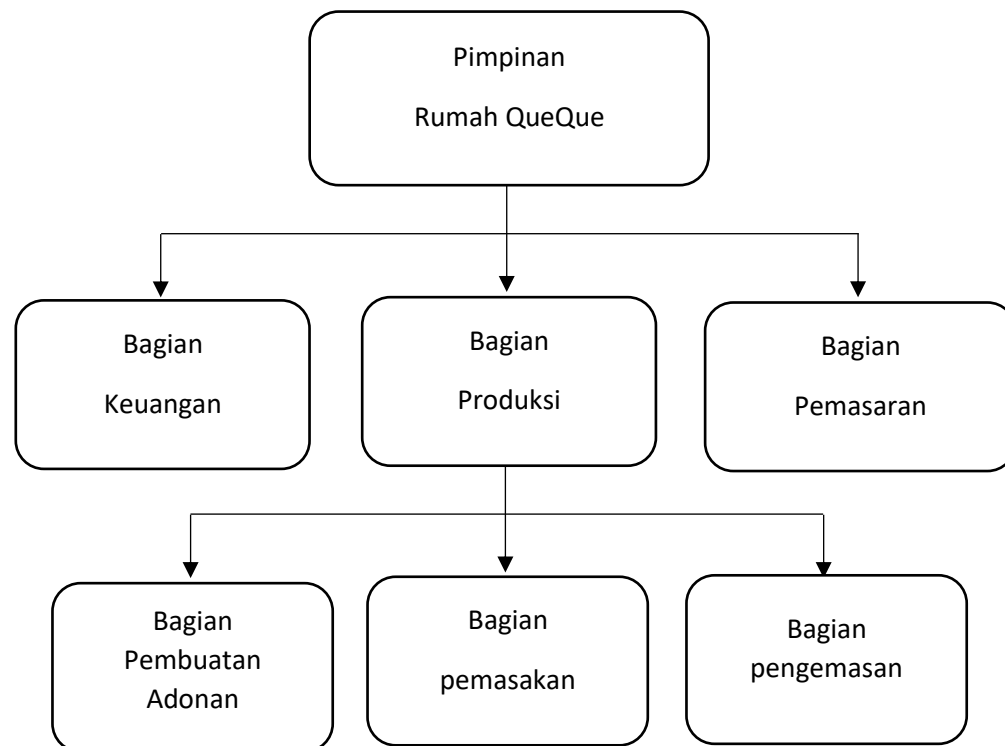 Pimpinan
Rumah QueQue
Bagian
Keuangan
Bagian
Produksi
Bagian
Pemasaran
Bagian
Pembuatan
Adonan
Bagian
pemasakan
Bagian
pengemasan